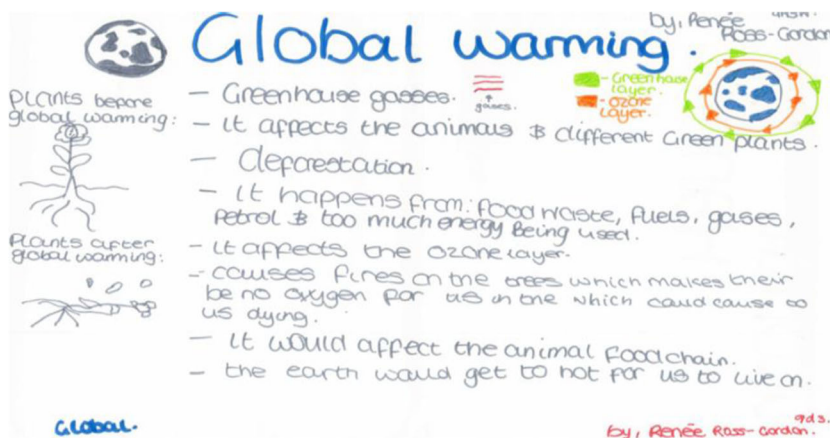 by, Renée
Ross-Gordon
Global warming.
- Greenhouse gasses.
gases.
- Greenhouse
layer.
- Ozone
layer.
Plants before
global warming:
- it affects the animals & different Green plants.
- deforestation.
- it happens from: food waste, fuels, gases,
petrol & too much energy being used.
Plants after
global warming:
- it affects the ozone layer.
- causes fires on the trees which makes their
be no oxygen for us in the which could cause
us dying.
- it would affect the animal food chain.
- the earth would get to hot for us to live on.
Global.
9ds.
by, Renée Ross-Gordon.